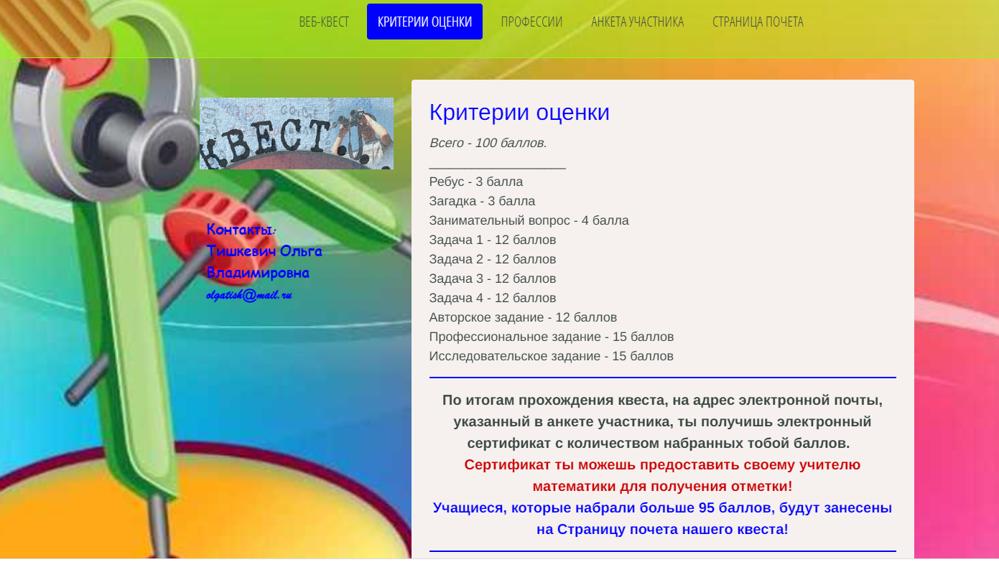 ВЕБ-КВЕСТ КРИТЕРИИ ОЦЕНКИ ПРОФЕССИИ АНКЕТА УЧАСТНИКА СТРАНИЦА ПОЧЕТА
КВЕСТ...
Контакты:
Тишкевич Ольга
Владимировна
olgatish@mail.ru
Критерии оценки
Всего - 100 баллов.
___________________
Ребус - 3 балла
Загадка - 3 балла
Занимательный вопрос - 4 балла
Задача 1 - 12 баллов
Задача 2 - 12 баллов
Задача 3 - 12 баллов
Задача 4 - 12 баллов
Авторское задание - 12 баллов
Профессиональное задание - 15 баллов
Исследовательское задание - 15 баллов
По итогам прохождения квеста, на адрес электронной почты,
указанный в анкете участника, ты получишь электронный
сертификат с количеством набранных тобой баллов.
Сертификат ты можешь предоставить своему учителю
математики для получения отметки!
Учащиеся, которые набрали больше 95 баллов, будут занесены
на Страницу почета нашего квеста!